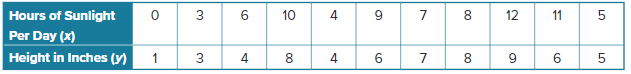 Hours of Sunlight Per Day (x) 0 3 6 10 4 9 7 8 12 11 5
Height in Inches (y) 1 3 4 8 4 6 7 8 9 6 5